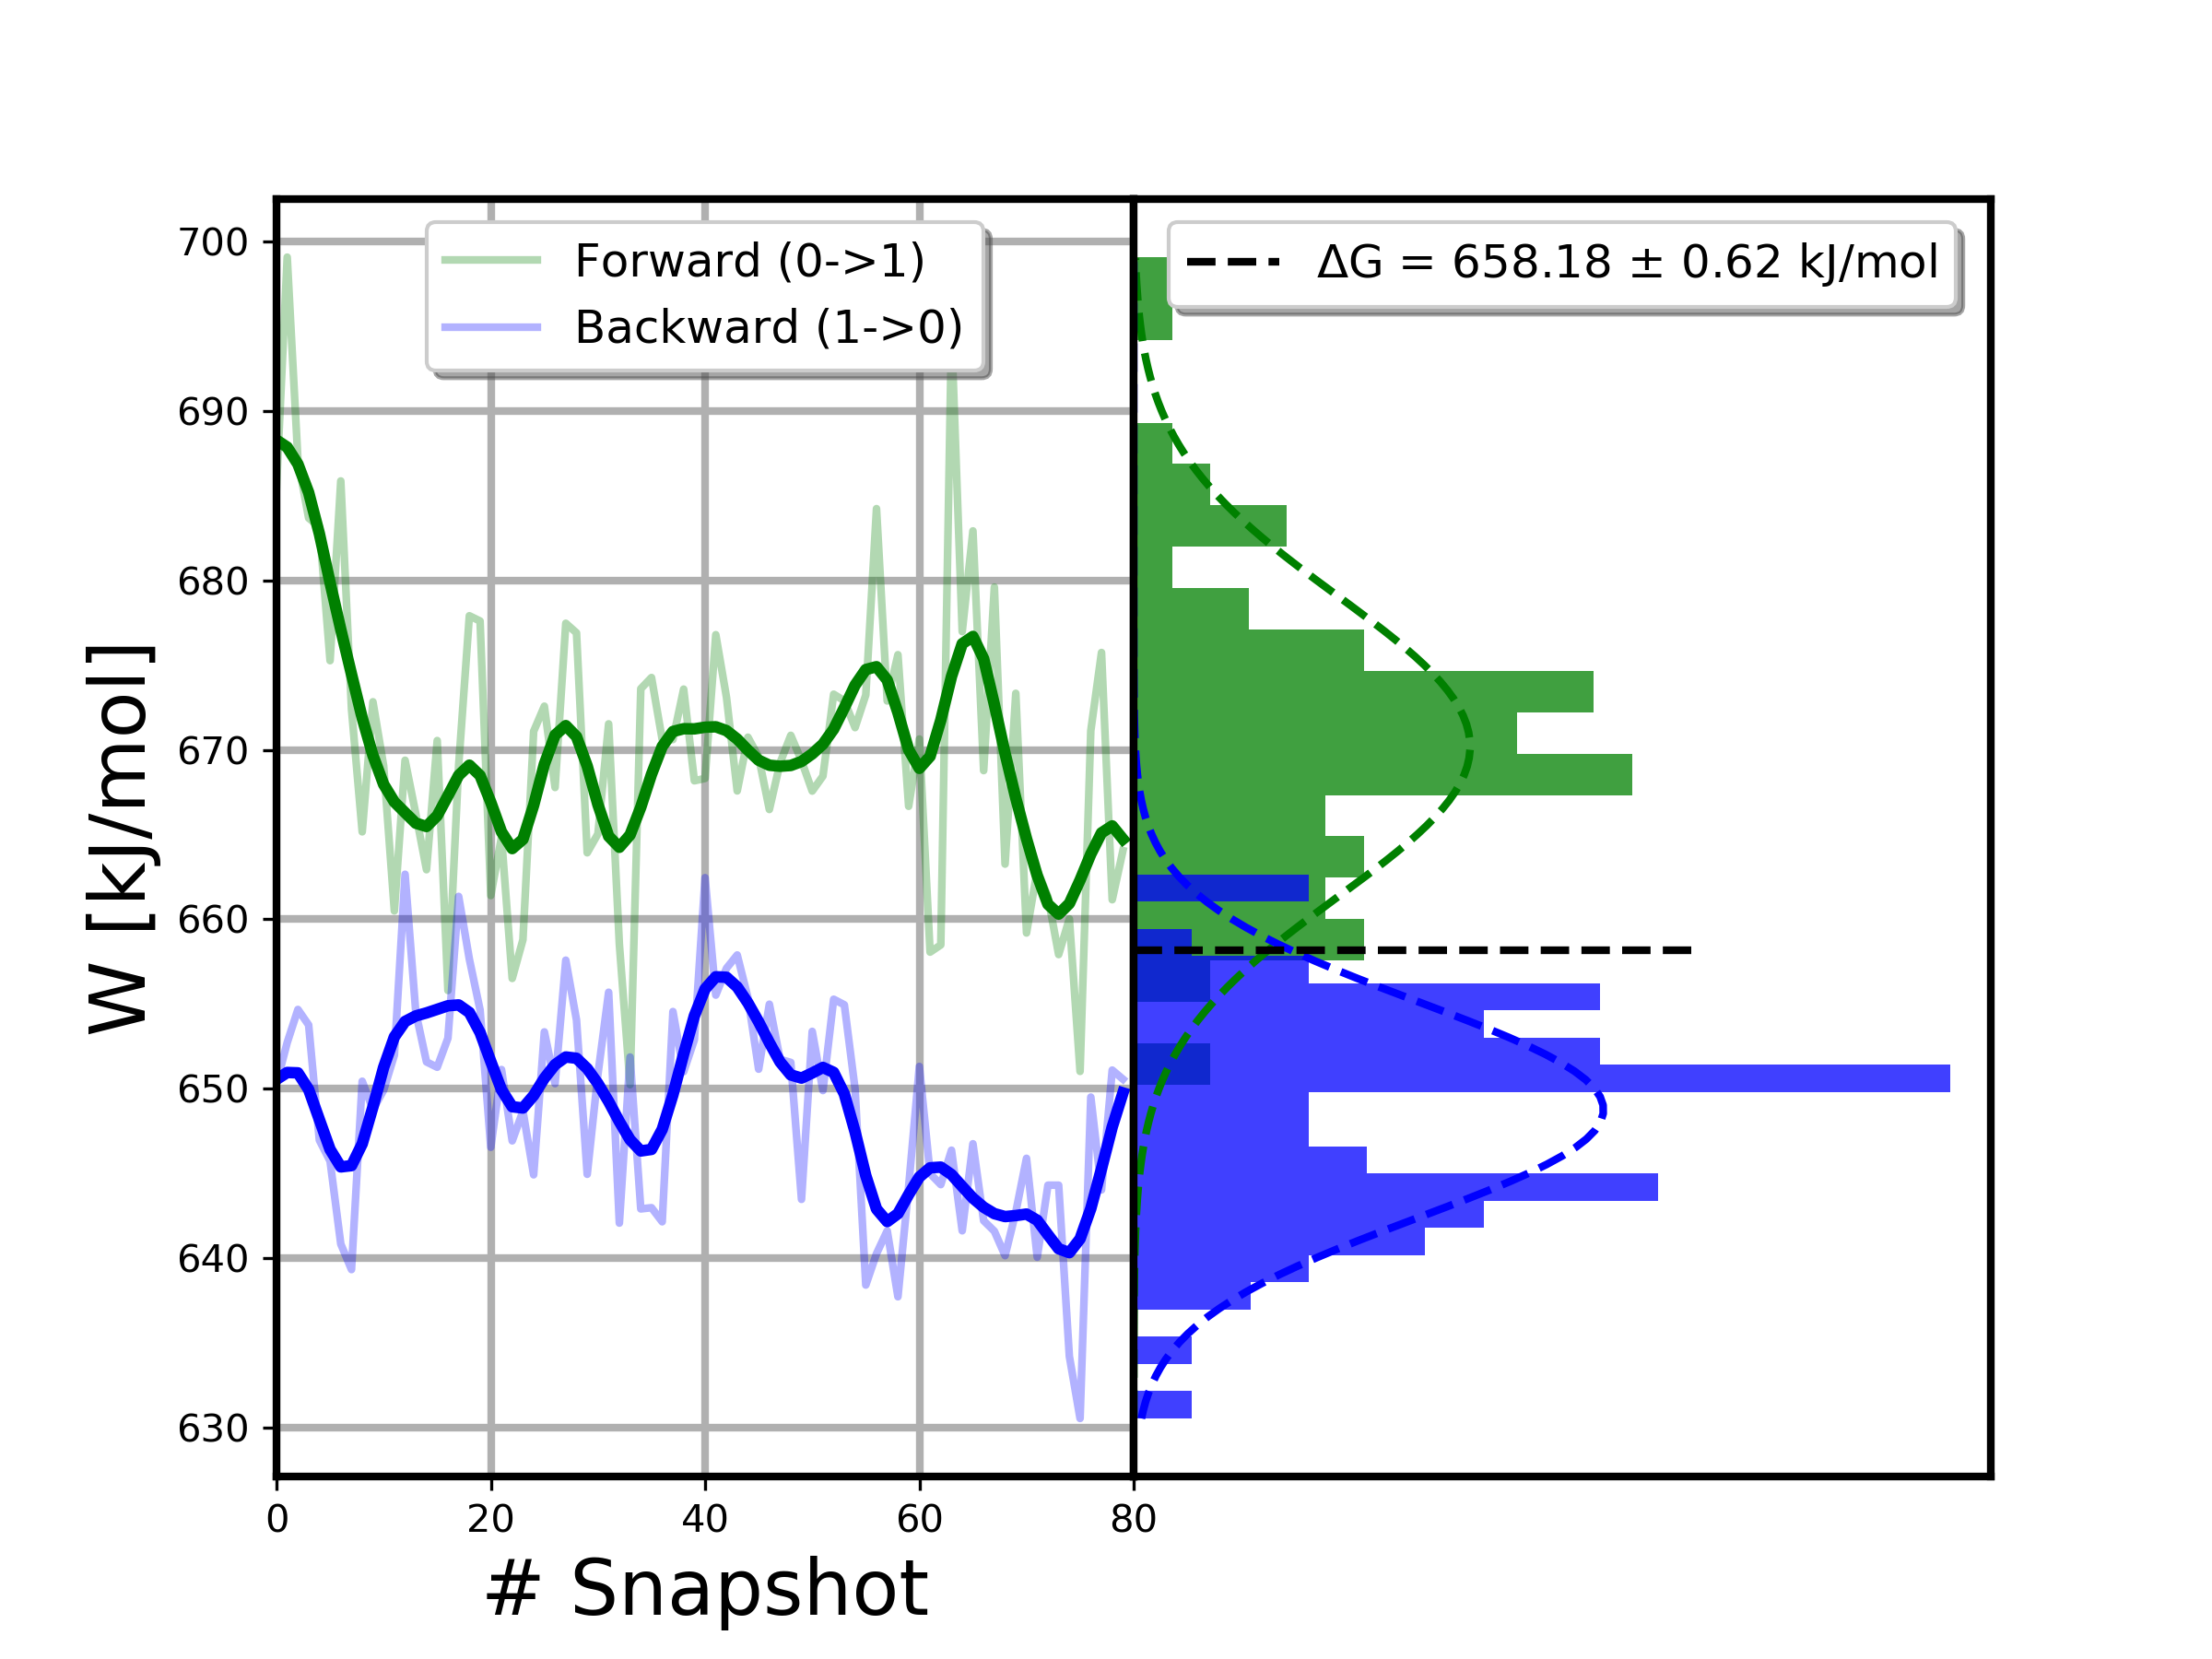 W [kJ/mol]
700
690
680
670
660
650
640
630
Forward (0->1)
Backward (1->0)
ΔG = 658.18 ± 0.62 kJ/mol
0 20 40 60 80
# Snapshot